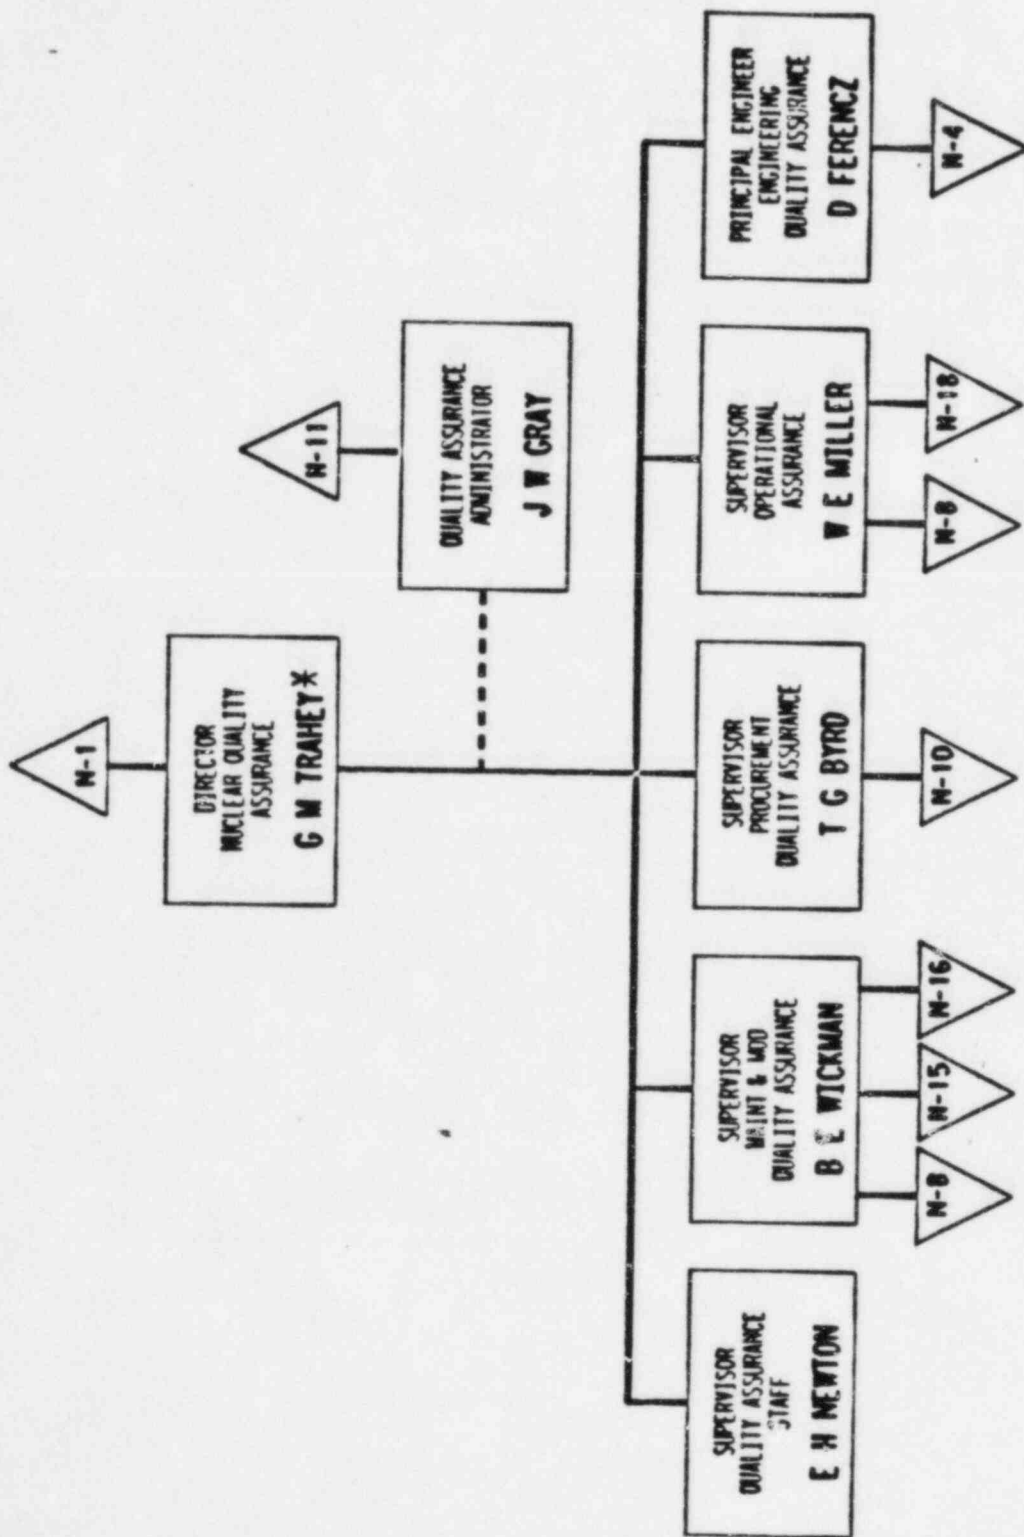 N-1
DIRECTOR
NUCLEAR QUALITY
ASSURANCE
G M TRAHEY*
N-11
QUALITY ASSURANCE
ADMINISTRATOR
J W GRAY
SUPERVISOR
QUALITY ASSURANCE
STAFF
E M NEWTON
SUPERVISOR
MAINT & MOD
QUALITY ASSURANCE
B E WICKMAN
N-8
N-15
N-16
SUPERVISOR
PROCUREMENT
QUALITY ASSURANCE
T G BYRD
N-10
SUPERVISOR
OPERATIONAL
ASSURANCE
W E MILLER
N-8
N-18
PRINCIPAL ENGINEER
ENGINEERING
QUALITY ASSURANCE
D FERENCZ
N-4